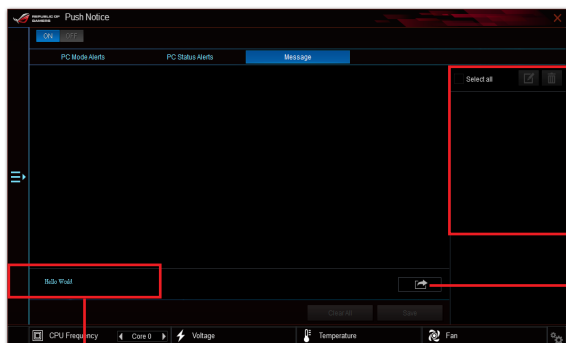 REPUBLIC OF GAMERS Push Notice
ON OFF
PC Mode Alerts PC Status Alerts Message
Select all
Hello World
Clear All Save
CPU Frequency Core 0 Voltage Temperature Fan